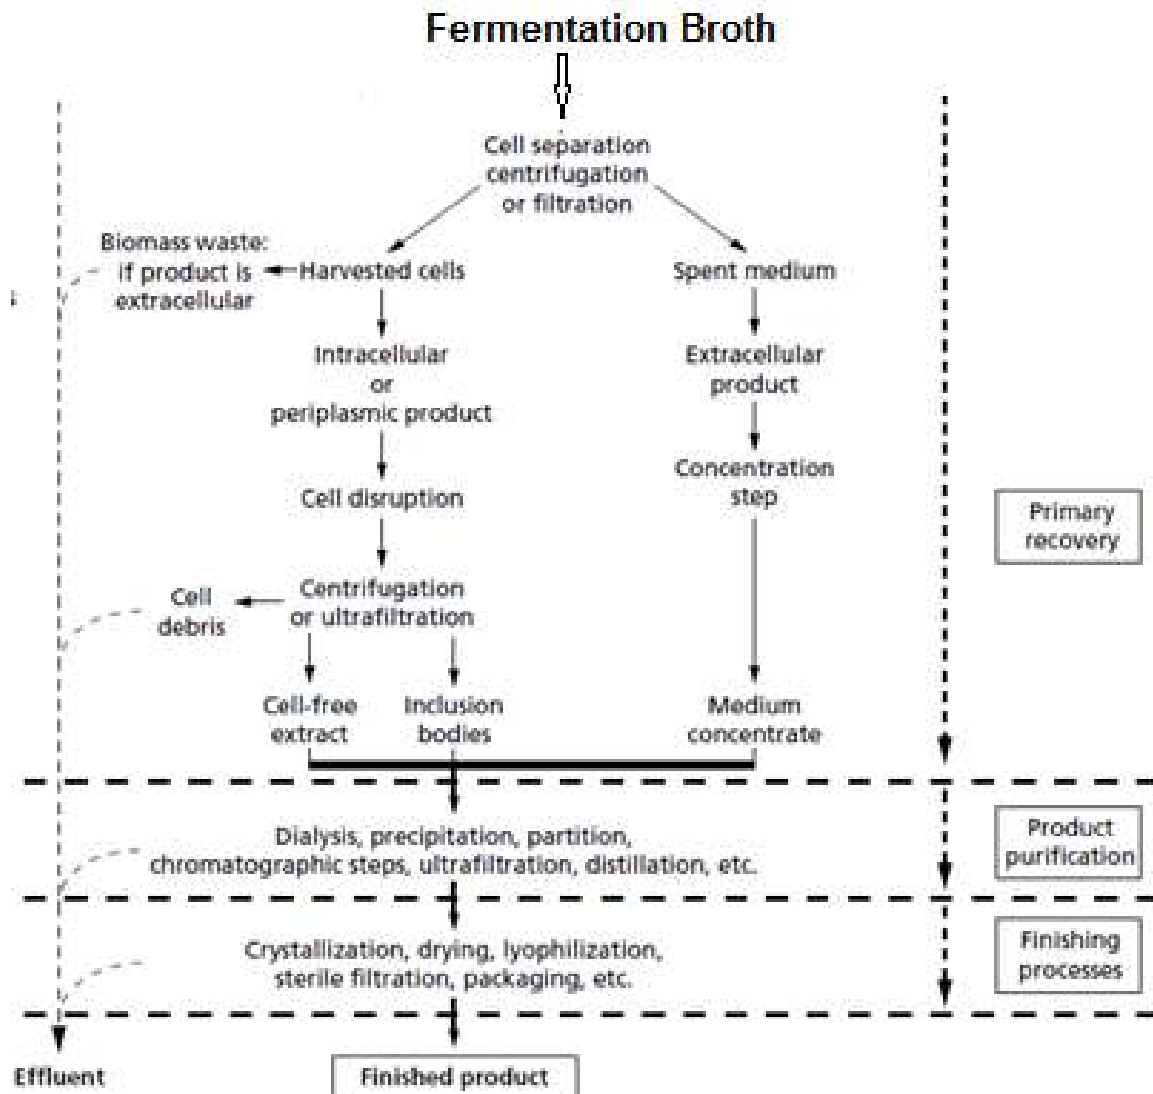 Fermentation Broth
Cell separation
centrifugation
or filtration
Biomass waste:
if product is
extracellular
Harvested cells
Spent medium
Intracellular
or
periplasmic product
Extracellular
product
Cell disruption
Concentration
step
Primary
recovery
Cell
debris
Centrifugation
or ultrafiltration
Cell-free
extract
Inclusion
bodies
Medium
concentrate
Dialysis, precipitation, partition,
chromatographic steps, ultrafiltration, distillation, etc.
Product
purification
Crystallization, drying, lyophilization,
sterile filtration, packaging, etc.
Finishing
processes
Effluent
Finished product